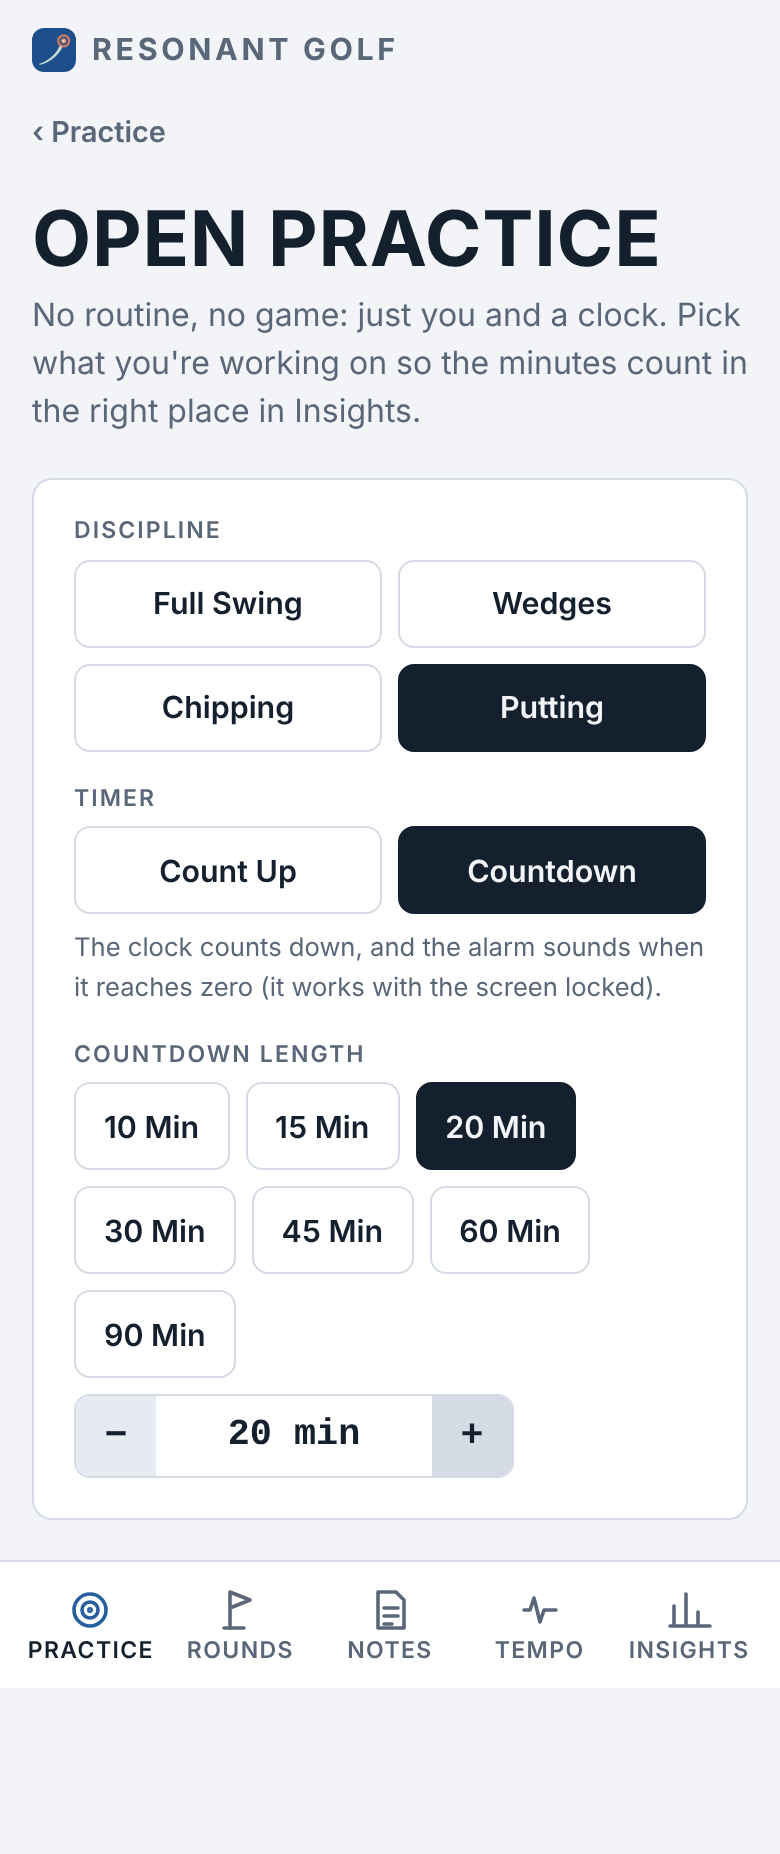 RESONANT GOLF
‹ Practice
OPEN PRACTICE
No routine, no game: just you and a clock. Pick
what you're working on so the minutes count in
the right place in Insights.
DISCIPLINE
Full Swing Wedges
Chipping Putting
TIMER
Count Up Countdown
The clock counts down, and the alarm sounds when
it reaches zero (it works with the screen locked).
COUNTDOWN LENGTH
10 Min 15 Min 20 Min
30 Min 45 Min 60 Min
90 Min
− 20 min +
PRACTICE ROUNDS NOTES TEMPO INSIGHTS